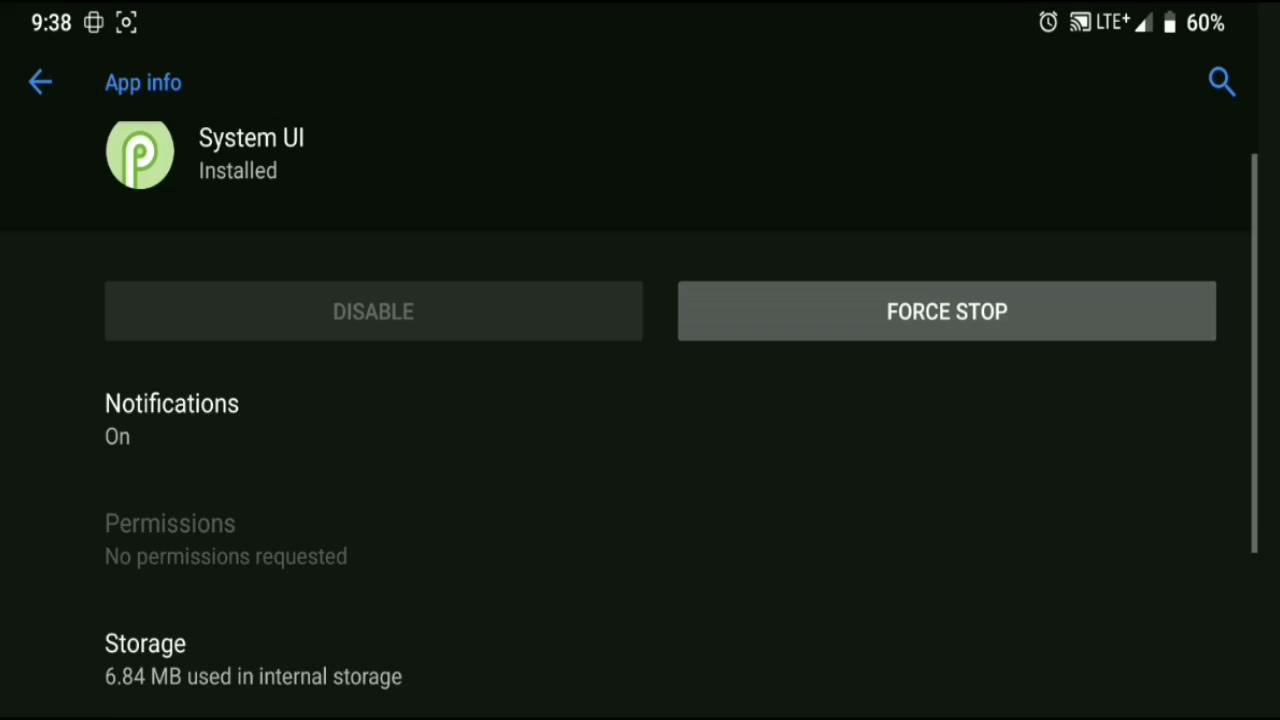 9:38 LTE+ 60%
App info
System UI
Installed
DISABLE FORCE STOP
Notifications
On
Permissions
No permissions requested
Storage
6.84 MB used in internal storage